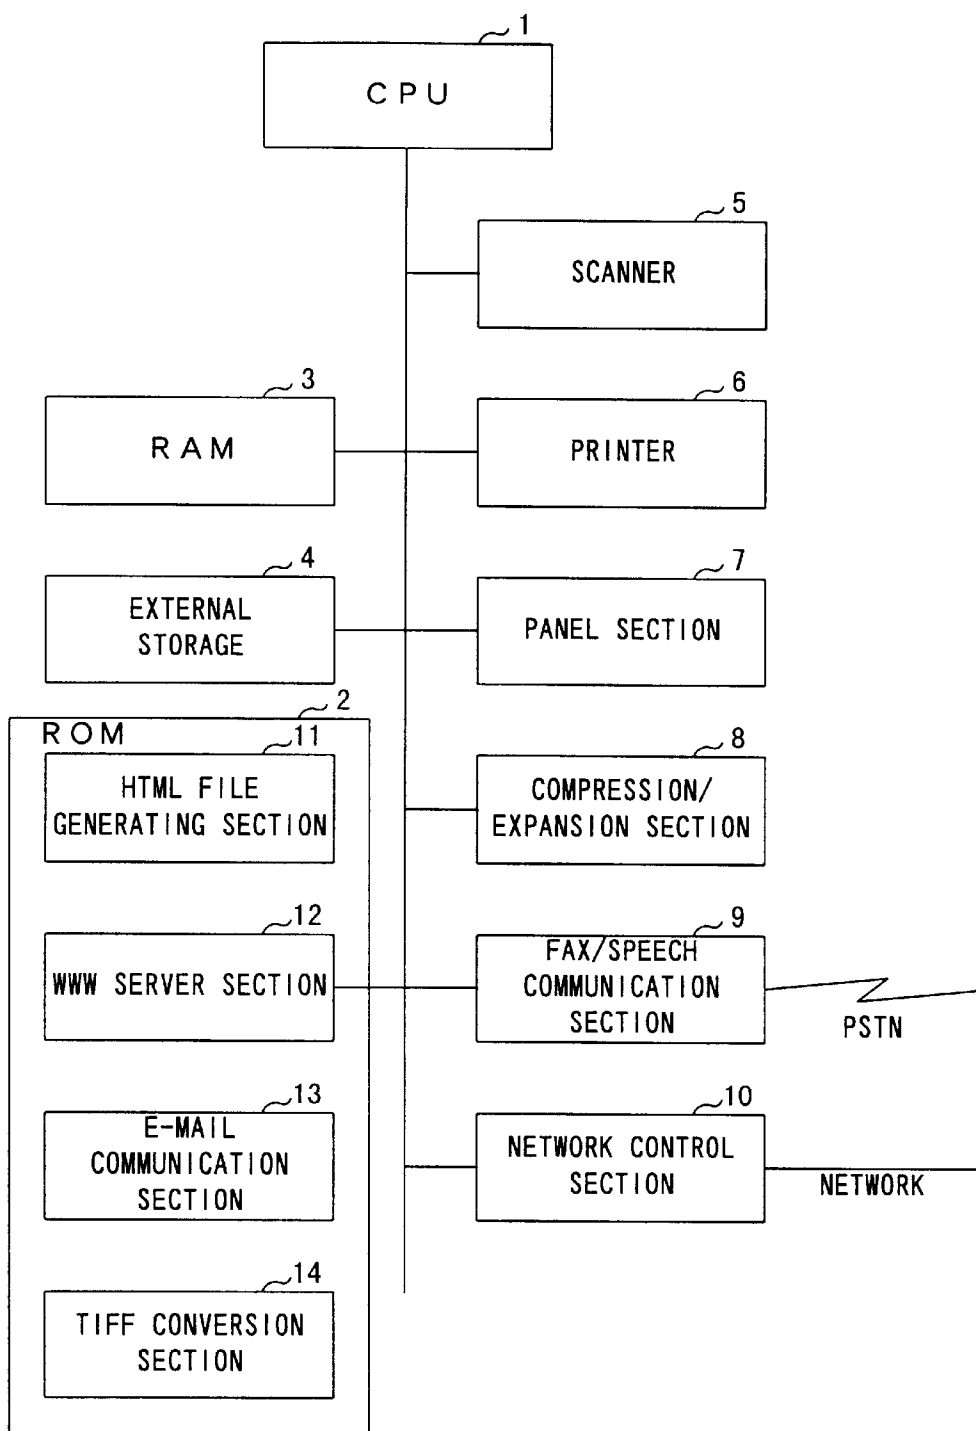 1
CPU
5
SCANNER
3
RAM
6
PRINTER
4
EXTERNAL
STORAGE
7
PANEL SECTION
2
ROM
11
HTML FILE
GENERATING SECTION
8
COMPRESSION/
EXPANSION SECTION
12
WWW SERVER SECTION
9
FAX/SPEECH
COMMUNICATION
SECTION
PSTN
13
E-MAIL
COMMUNICATION
SECTION
10
NETWORK CONTROL
SECTION
NETWORK
14
TIFF CONVERSION
SECTION